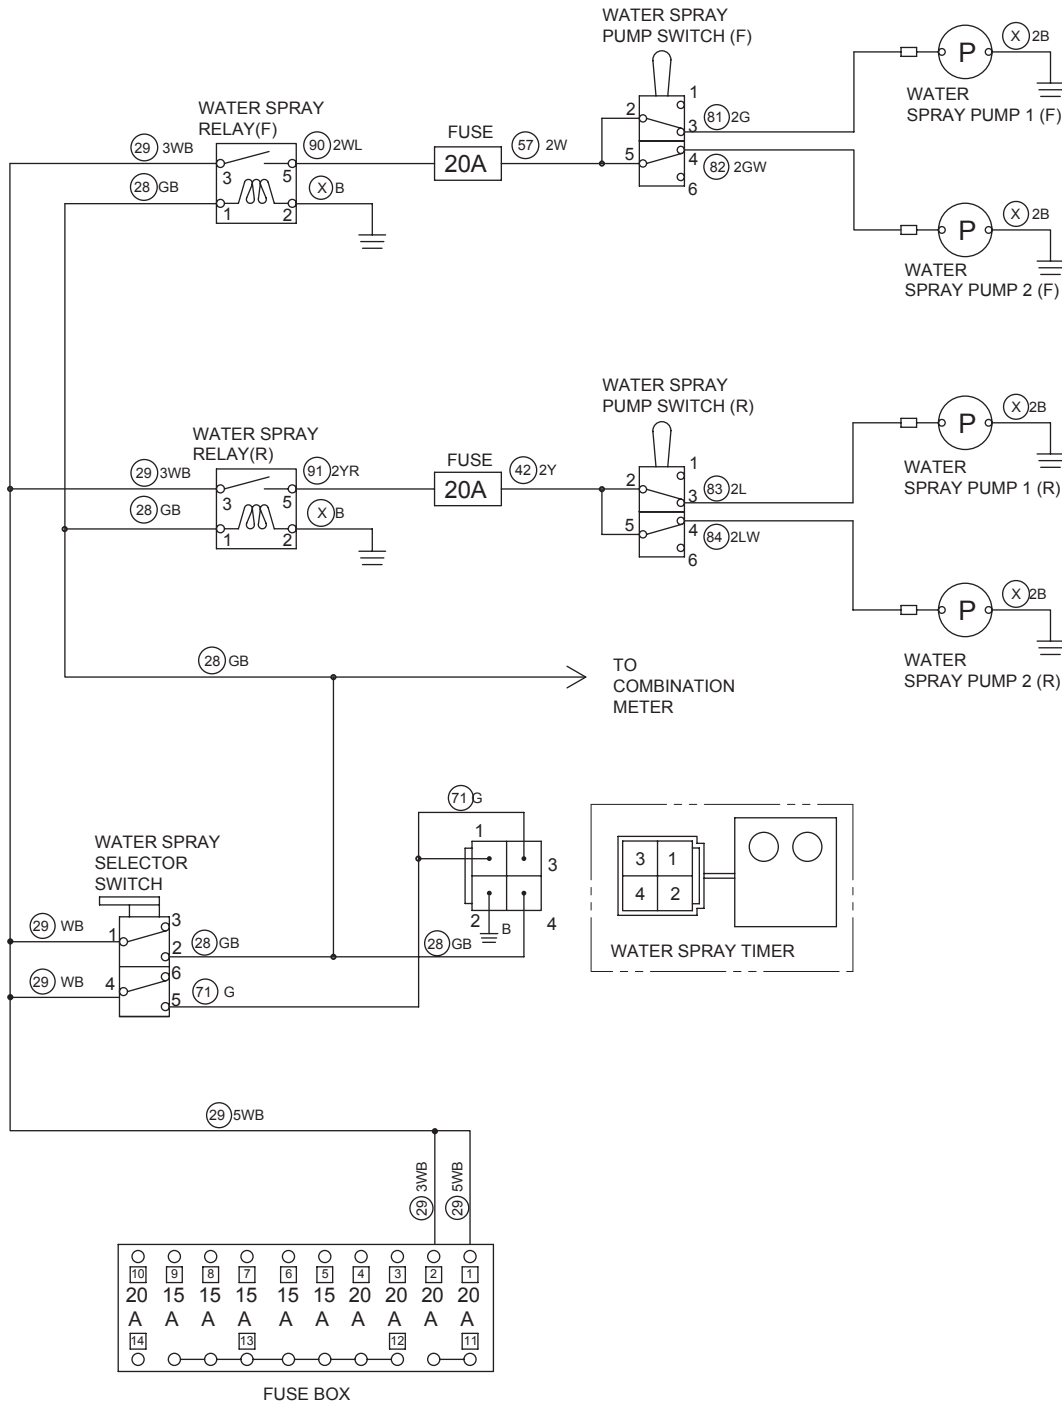 WATER SPRAY
PUMP SWITCH (F)
X 2B
P
WATER
SPRAY PUMP 1 (F)
WATER SPRAY
RELAY(F)
29 3WB
90 2WL
FUSE
20A
57 2W
1
2
3
81 2G
5
4
82 2GW
6
3
5
28 GB
X B
1
2
X 2B
P
WATER
SPRAY PUMP 2 (F)
WATER SPRAY
PUMP SWITCH (R)
X 2B
P
WATER
SPRAY PUMP 1 (R)
WATER SPRAY
RELAY(R)
29 3WB
91 2YR
FUSE
20A
42 2Y
1
2
3
83 2L
5
4
84 2LW
6
3
5
28 GB
X B
1
2
X 2B
P
WATER
SPRAY PUMP 2 (R)
28 GB
TO
COMBINATION
METER
71 G
1
3
2
4
B
3 1
4 2
WATER SPRAY TIMER
WATER SPRAY
SELECTOR
SWITCH
29 WB
1
3
2
28 GB
28 GB
29 WB
4
6
5
71 G
29 5WB
29 3WB
29 5WB
10 9 8 7 6 5 4 3 2 1
20 15 15 15 15 15 20 20 20 20
A A A A A A A A A A
14 13 12 11
FUSE BOX